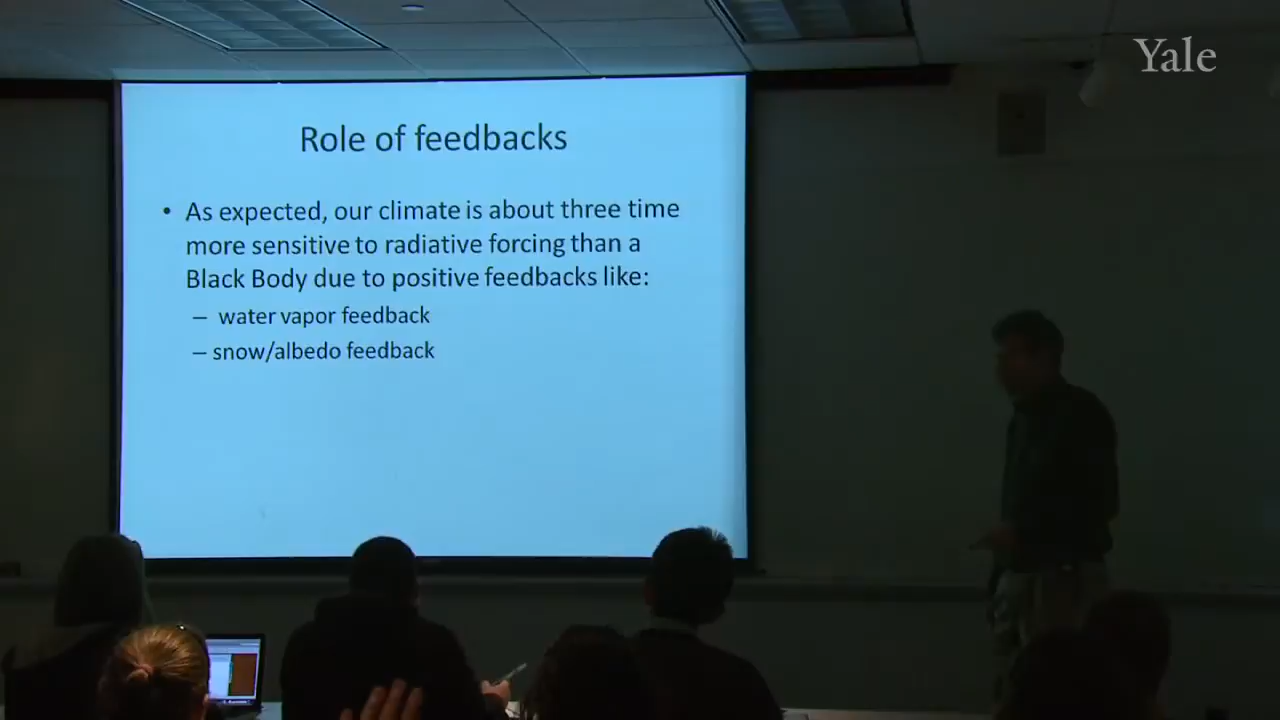 Yale
Role of feedbacks
• As expected, our climate is about three time
more sensitive to radiative forcing than a
Black Body due to positive feedbacks like:
– water vapor feedback
– snow/albedo feedback